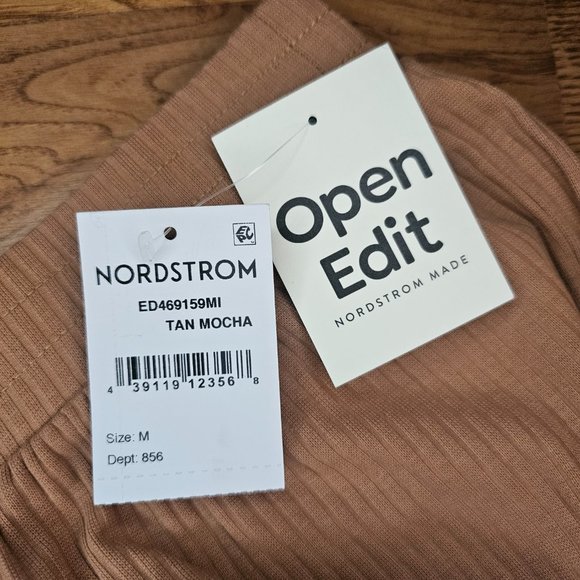 Open
Edit
NORDSTROM MADE
NORDSTROM
ED469159MI
TAN MOCHA
4 39119 12356 8
Size: M
Dept: 856